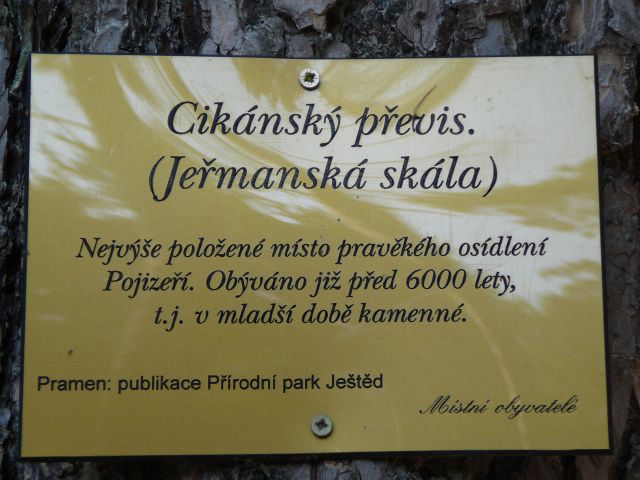 Cikánský převis.
(Jeřmanská skála)
Nejvýše položené místo pravěkého osídlení
Pojizeří. Obýváno již před 6000 lety,
t.j. v mladší době kamenné.
Pramen: publikace Přírodní park Ještěd
Místní obyvatelé